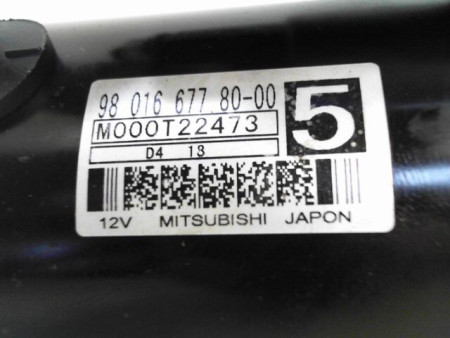 98 016 677 80-00
5
M000T22473
D4 13
12V MITSUBISHI JAPON